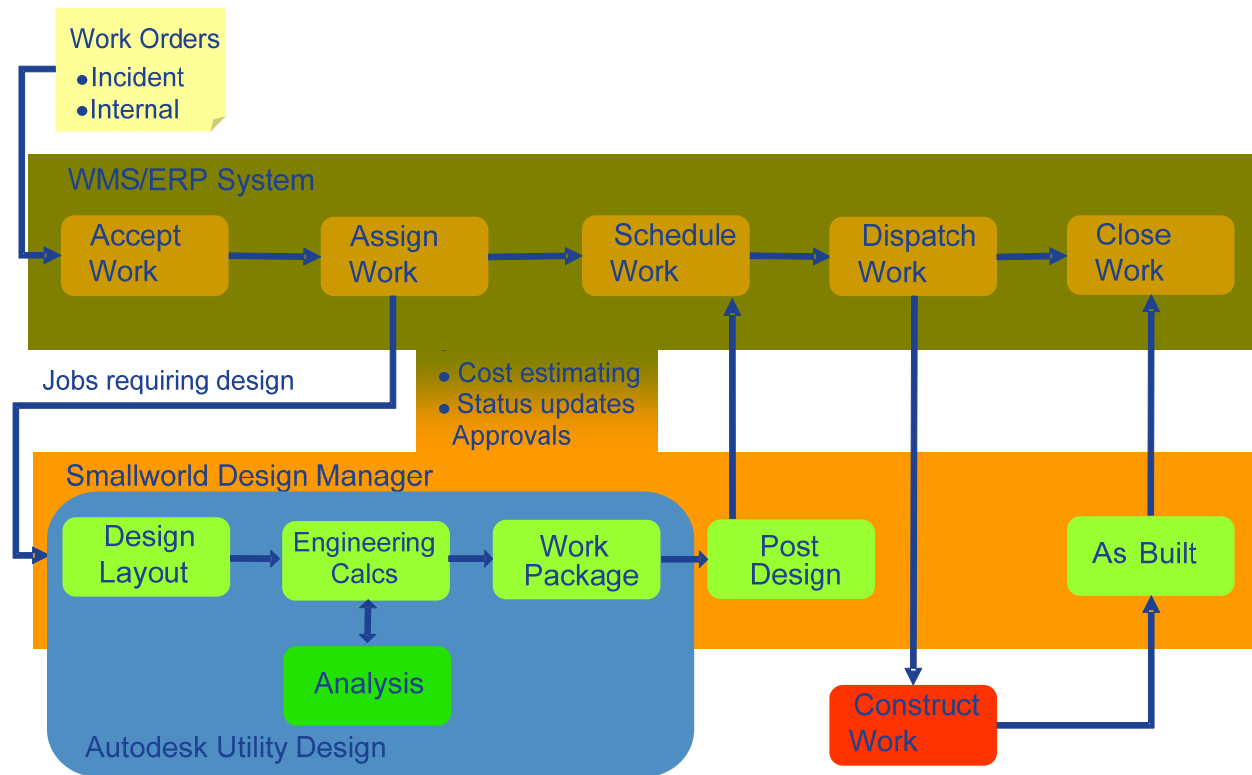 Work Orders
•Incident
•Internal
WMS/ERP System
Accept
Work
Assign
Work
Schedule
Work
Dispatch
Work
Close
Work
Jobs requiring design
• Cost estimating
• Status updates
Approvals
Smallworld Design Manager
Design
Layout
Engineering
Calcs
Work
Package
Post
Design
As Built
Analysis
Construct
Work
Autodesk Utility Design